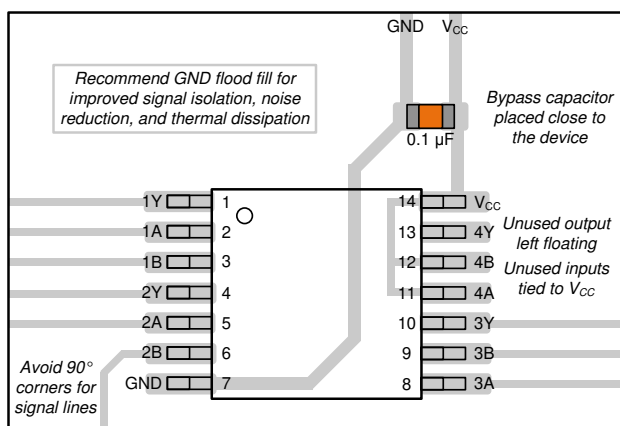 GND VCC
Recommend GND flood fill for
improved signal isolation, noise
reduction, and thermal dissipation
Bypass capacitor
placed close to
the device
0.1 µF
1Y 1 14 VCC
1A 2 13 4Y
1B 3 12 4B
2Y 4 11 4A
2A 5 10 3Y
2B 6 9 3B
GND 7 8 3A
Unused output
left floating
Unused inputs
tied to VCC
Avoid 90°
corners for
signal lines